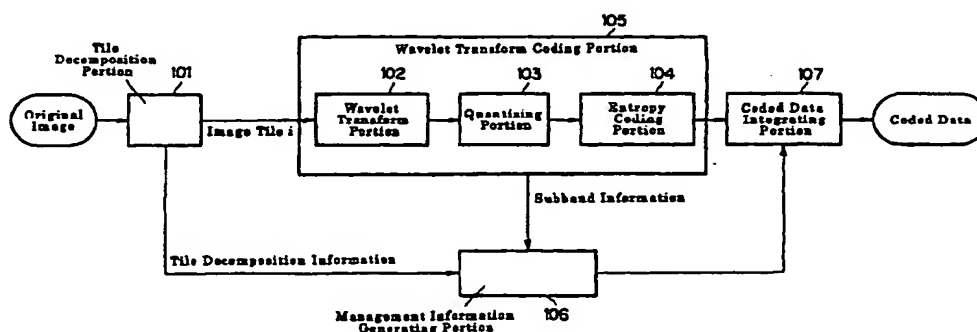 105
Wavelet Transform Coding Portion
Tile
Decomposition
Portion
101
102
103
104
107
Original
Image
Wavelet
Transform
Portion
Quantizing
Portion
Entropy
Coding
Portion
Coded Data
Integrating
Portion
Coded Data
Image Tile i
Subband Information
Tile Decomposition Information
Management Information
Generating Portion
106